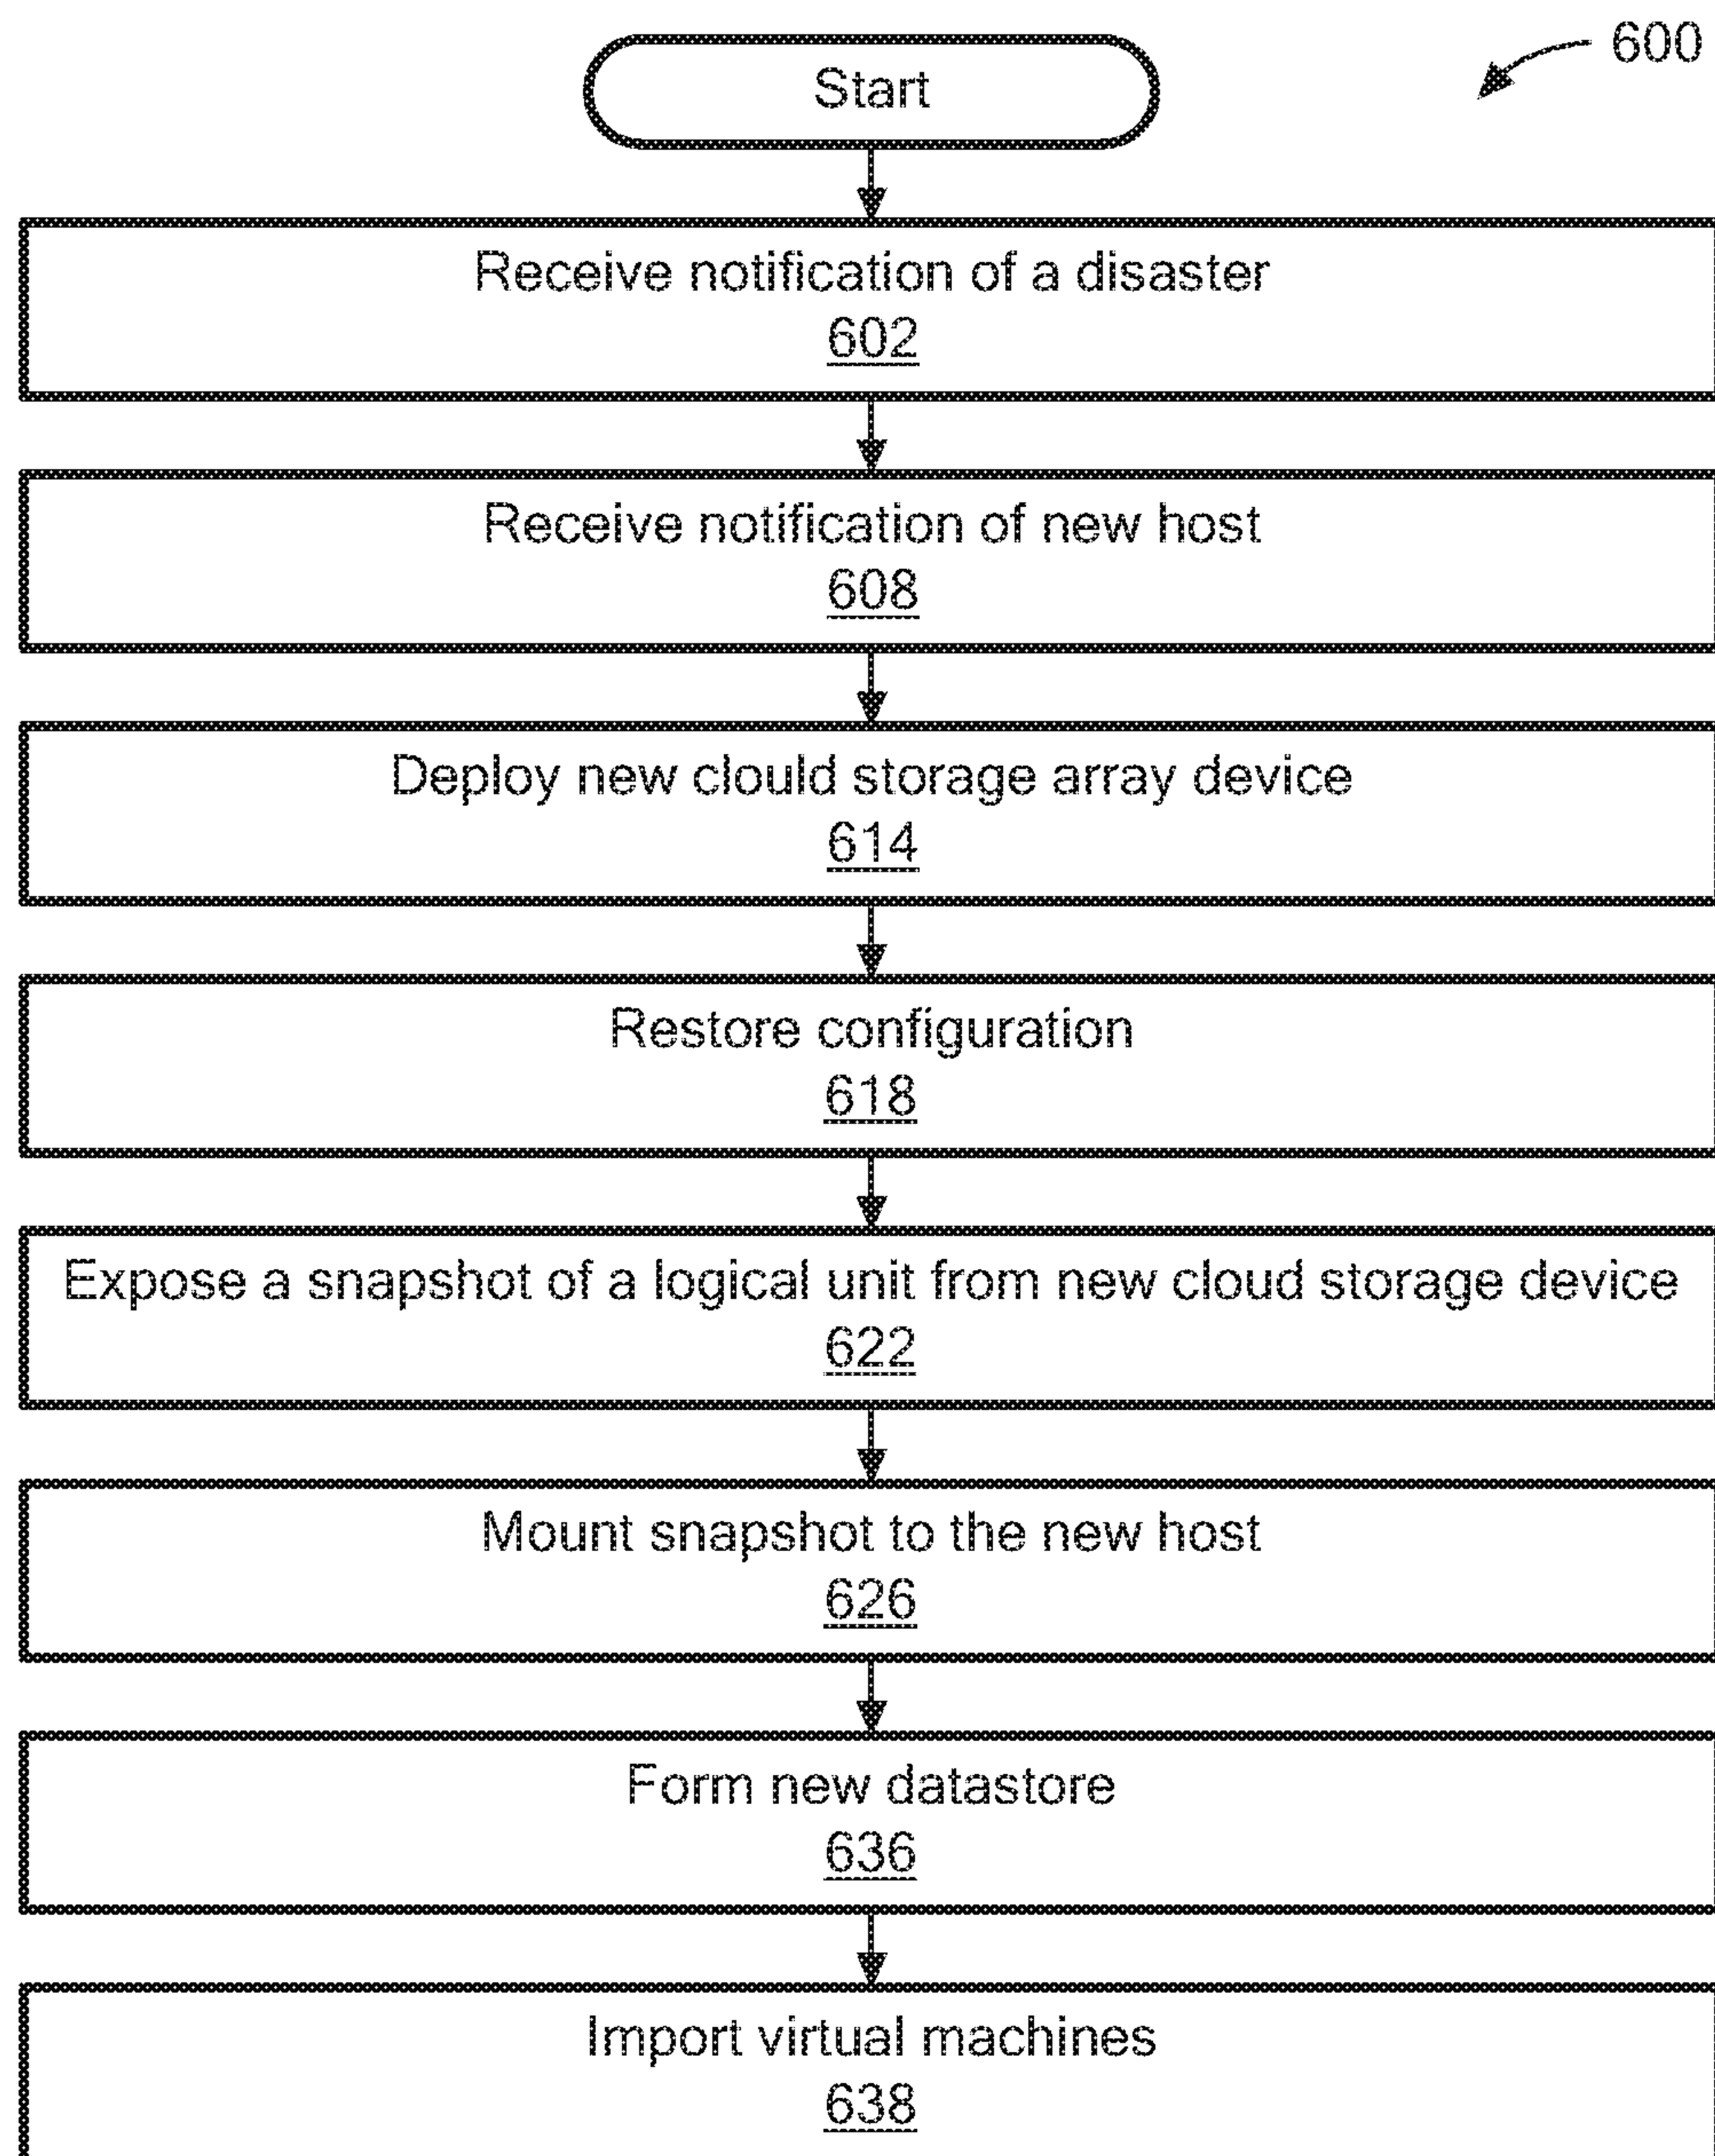 600
Start
Receive notification of a disaster
602
Receive notification of new host
608
Deploy new clould storage array device
614
Restore configuration
618
Expose a snapshot of a logical unit from new cloud storage device
622
Mount snapshot to the new host
626
Form new datastore
636
Import virtual machines
638